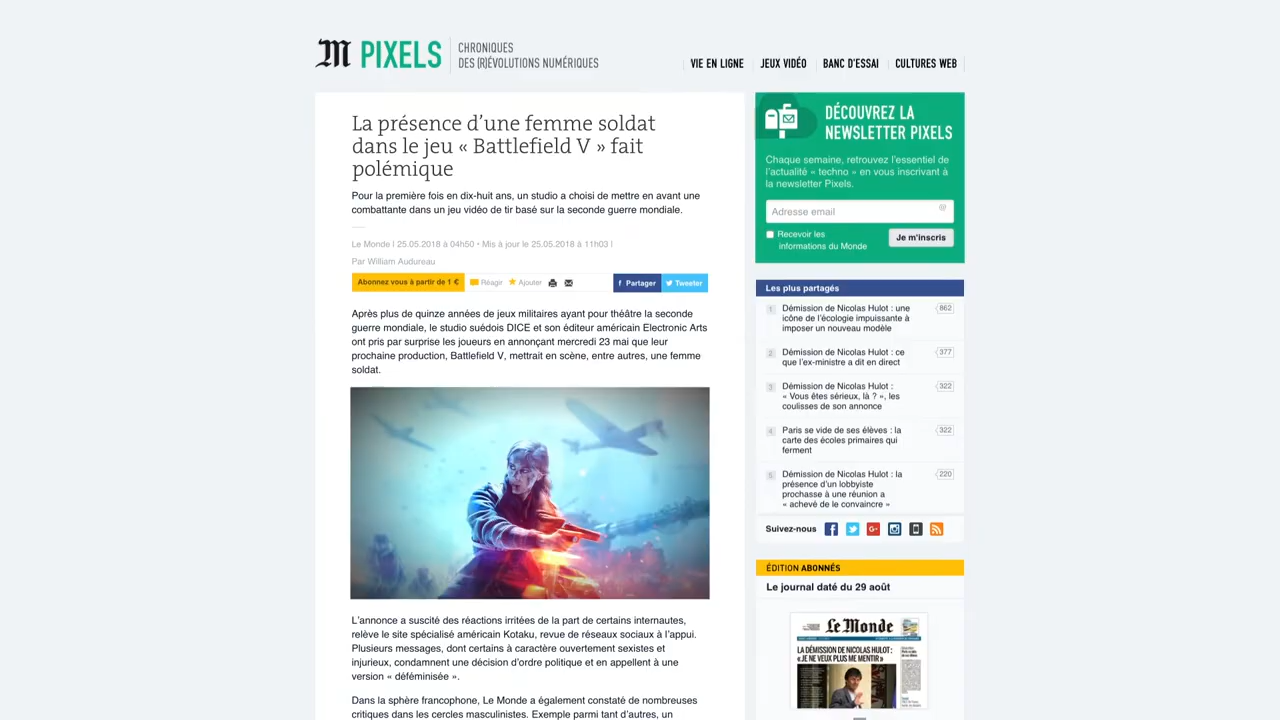 M PIXELS
CHRONIQUES
DES (R)ÉVOLUTIONS NUMÉRIQUES
VIE EN LIGNE JEUX VIDÉO BANC D'ESSAI CULTURES WEB
La présence d'une femme soldat
dans le jeu « Battlefield V » fait
polémique
Pour la première fois en dix-huit ans, un studio a choisi de mettre en avant une
combattante dans un jeu vidéo de tir basé sur la seconde guerre mondiale.
Le Monde | 25.05.2018 à 04h50 • Mis à jour le 25.05.2018 à 11h03 |
Par William Audureau
Abonnez vous à partir de 1 € Réagir Ajouter f Partager Tweeter
Après plus de quinze années de jeux militaires ayant pour théâtre la seconde
guerre mondiale, le studio suédois DICE et son éditeur américain Electronic Arts
ont pris par surprise les joueurs en annonçant mercredi 23 mai que leur
prochaine production, Battlefield V, mettrait en scène, entre autres, une femme
soldat.
L'annonce a suscité des réactions irritées de la part de certains internautes,
relève le site spécialisé américain Kotaku, revue de réseaux sociaux à l'appui.
Plusieurs messages, dont certains à caractère ouvertement sexistes et
injurieux, condamnent une décision d'ordre politique et en appellent à une
version « déféminisée ».
Dans la sphère francophone, Le Monde a également constaté de nombreuses
critiques dans les cercles masculinistes. Exemple parmi tant d'autres, un
DÉCOUVREZ LA
NEWSLETTER PIXELS
Chaque semaine, retrouvez l'essentiel de
l'actualité « techno » en vous inscrivant à
la newsletter Pixels.
Adresse email @
Recevoir les
informations du Monde
Je m'inscris
Les plus partagés
1 Démission de Nicolas Hulot : une 862
icône de l'écologie impuissante à
imposer un nouveau modèle
2 Démission de Nicolas Hulot : ce 377
que l'ex-ministre a dit en direct
3 Démission de Nicolas Hulot : 322
« Vous êtes sérieux, là ? », les
coulisses de son annonce
4 Paris se vide de ses élèves : la 322
carte des écoles primaires qui
ferment
5 Démission de Nicolas Hulot : la 220
présence d'un lobbyiste
prochasse à une réunion a
« achevé de le convaincre »
Suivez-nous
ÉDITION ABONNÉS
Le journal daté du 29 août
Le Monde
LA DÉMISSION DE NICOLAS HULOT :
« JE NE VEUX PLUS ME MENTIR »